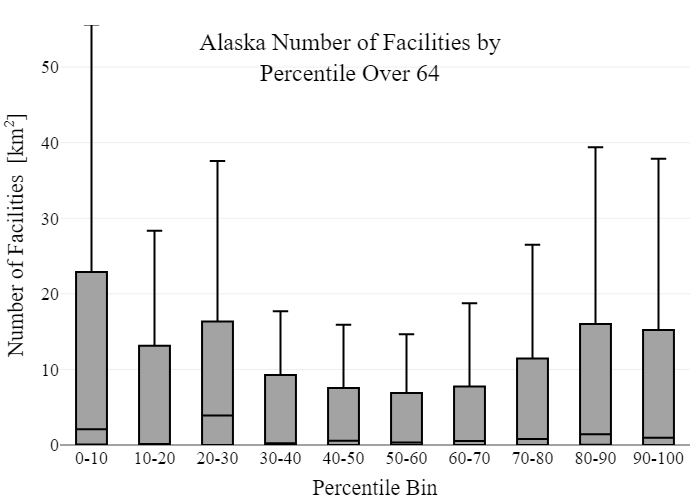 Alaska Number of Facilities by
Percentile Over 64
Number of Facilities [km²]
50
40
30
20
10
0
0-10 10-20 20-30 30-40 40-50 50-60 60-70 70-80 80-90 90-100
Percentile Bin